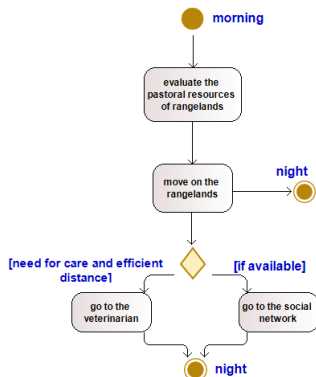 morning
evaluate the
pastoral resources
of rangelands
night
move on the
rangelands
[need for care and efficient
distance]
[if available]
go to the
veterinarian
go to the social
network
night